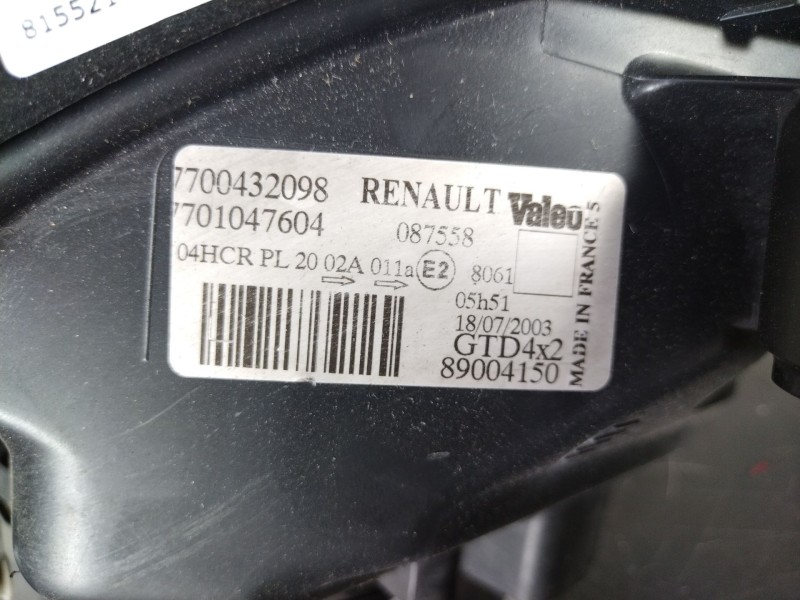 7700432098 RENAULT Valeo
7701047604 087558
04HCR PL 20 02A 011a E2 8061
05h51
18/07/2003
GTD4x2
89004150
MADE IN FRANCE 5